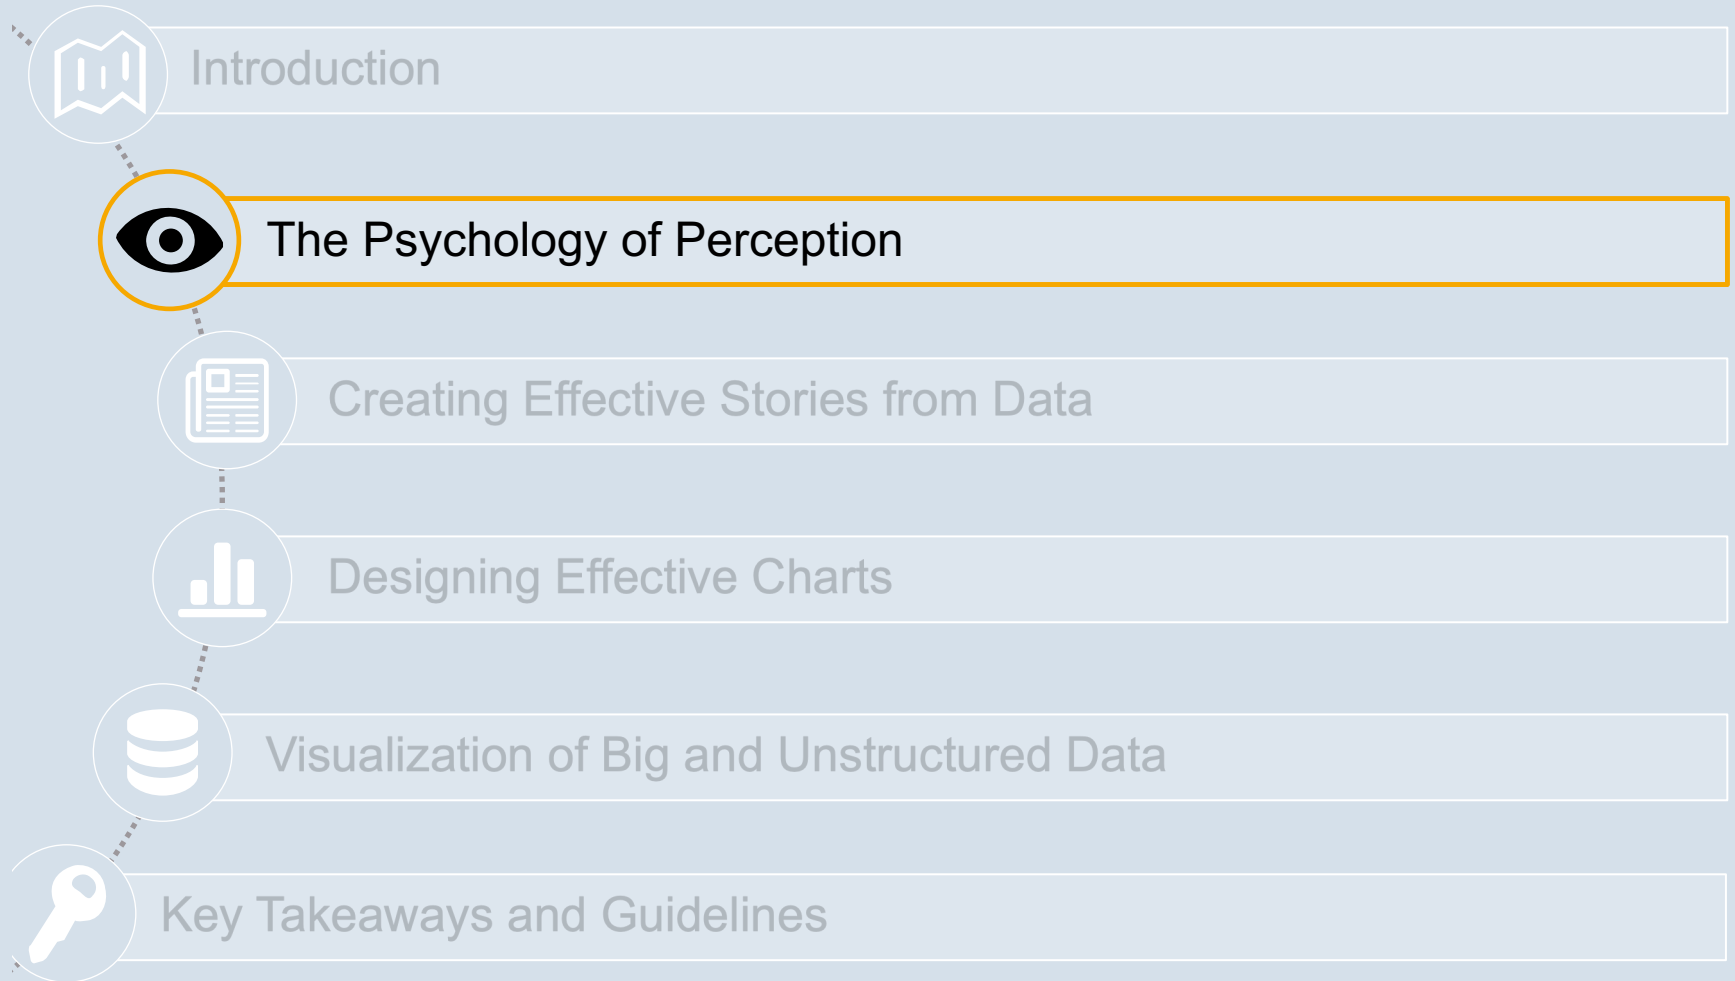 Introduction
The Psychology of Perception
Creating Effective Stories from Data
Designing Effective Charts
Visualization of Big and Unstructured Data
Key Takeaways and Guidelines